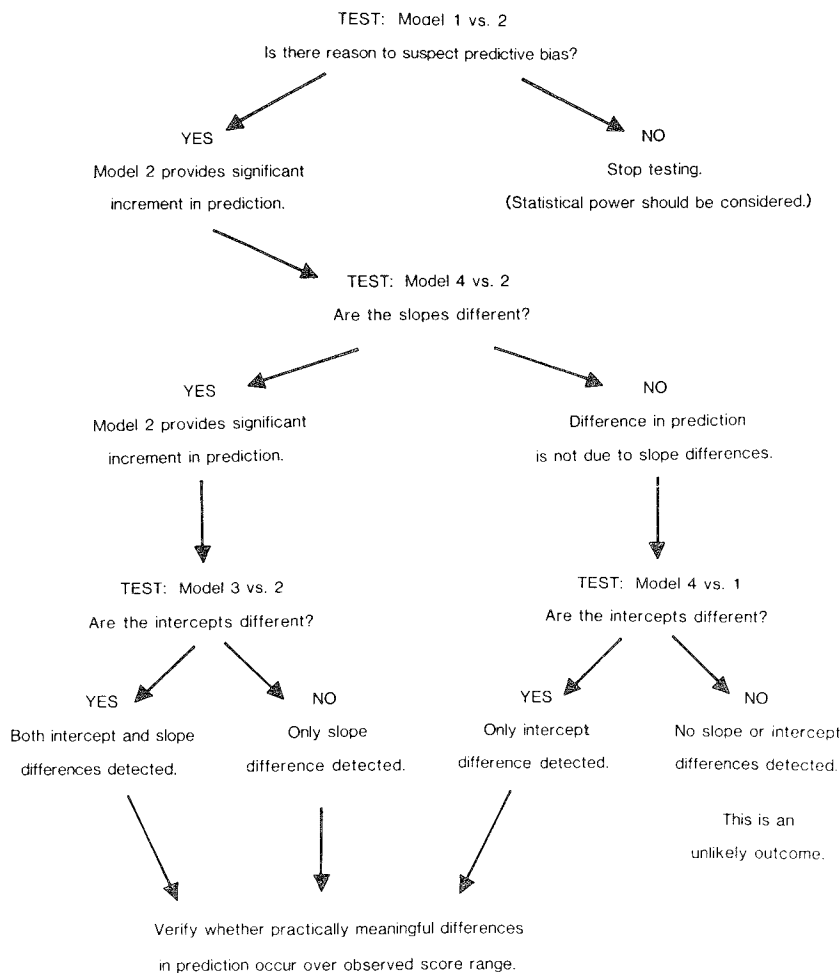 TEST: Model 1 vs. 2
Is there reason to suspect predictive bias?
YES
Model 2 provides significant
increment in prediction.
NO
Stop testing.
(Statistical power should be considered.)
TEST: Model 4 vs. 2
Are the slopes different?
YES
Model 2 provides significant
increment in prediction.
NO
Difference in prediction
is not due to slope differences.
TEST: Model 3 vs. 2
Are the intercepts different?
TEST: Model 4 vs. 1
Are the intercepts different?
YES
Both intercept and slope
differences detected.
NO
Only slope
difference detected.
YES
Only intercept
difference detected.
NO
No slope or intercept
differences detected.
This is an
unlikely outcome.
Verify whether practically meaningful differences
in prediction occur over observed score range.